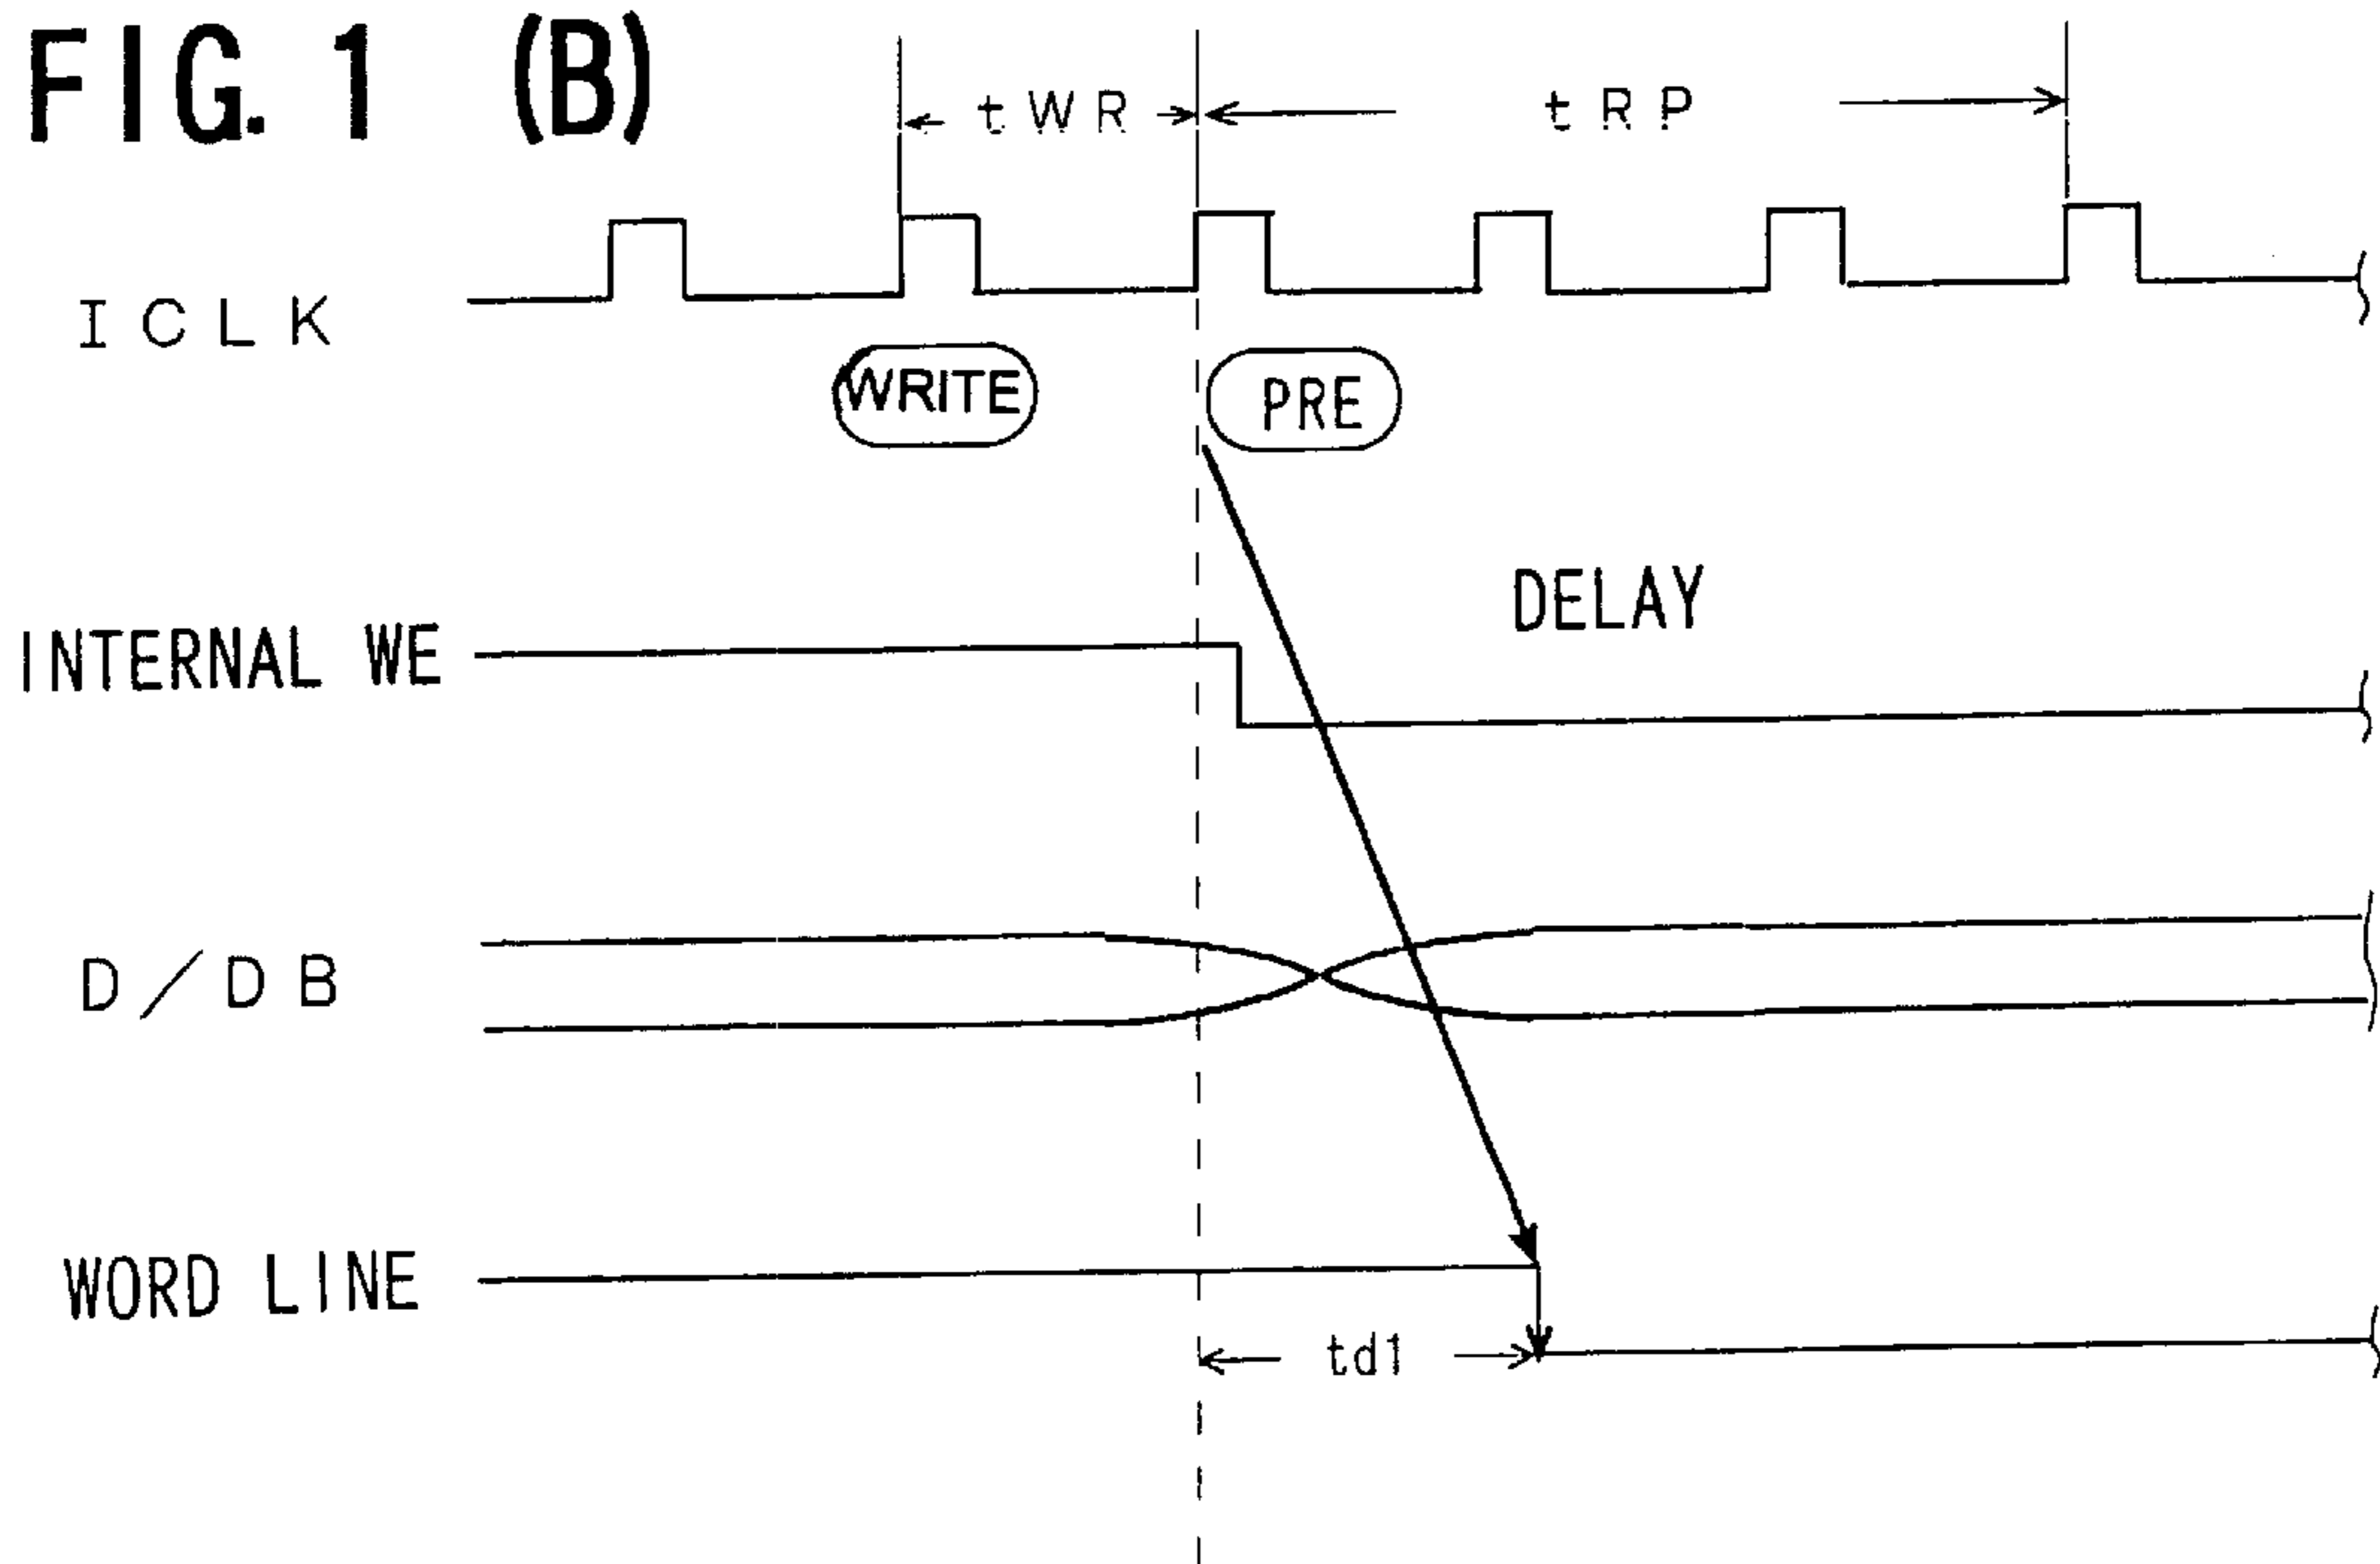 FIG. 1 (B)
tWR tRP
ICLK
WRITE PRE
DELAY
INTERNAL WE
D/DB
WORD LINE
td1